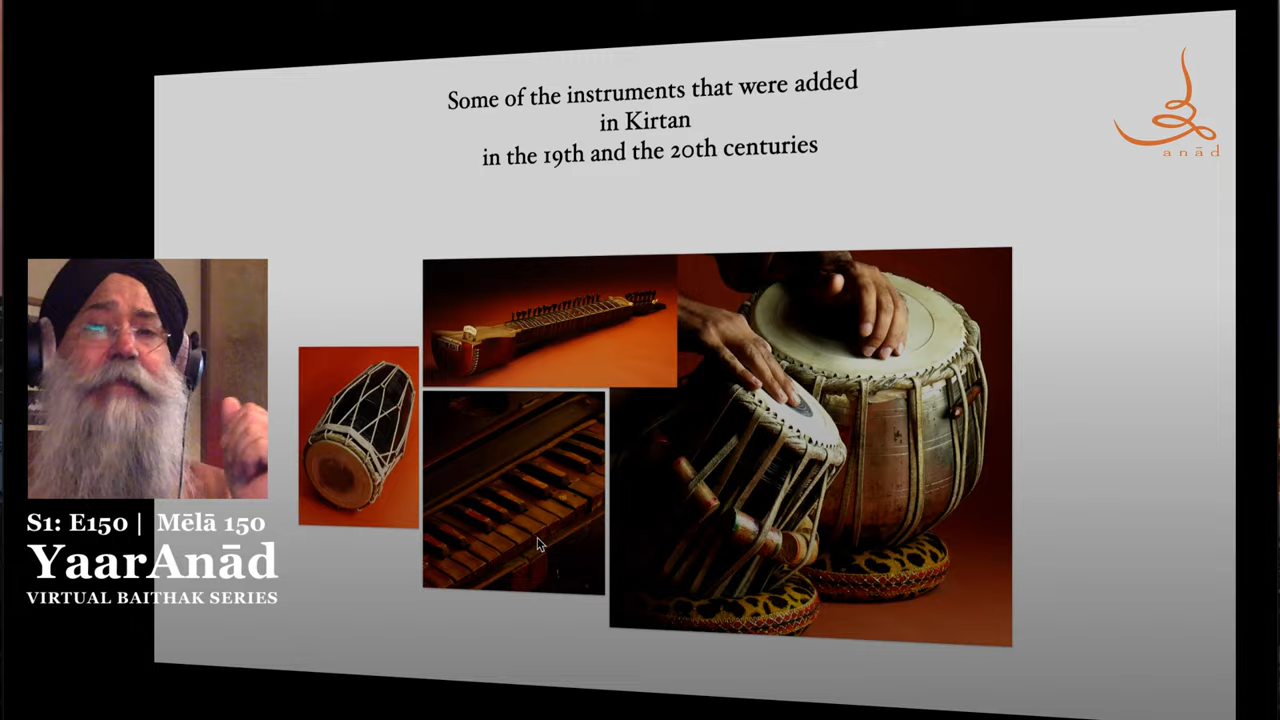 Some of the instruments that were added
in Kirtan
in the 19th and the 20th centuries
anād
S1: E150 | Mēlā 150
YaarAnād
VIRTUAL BAITHAK SERIES